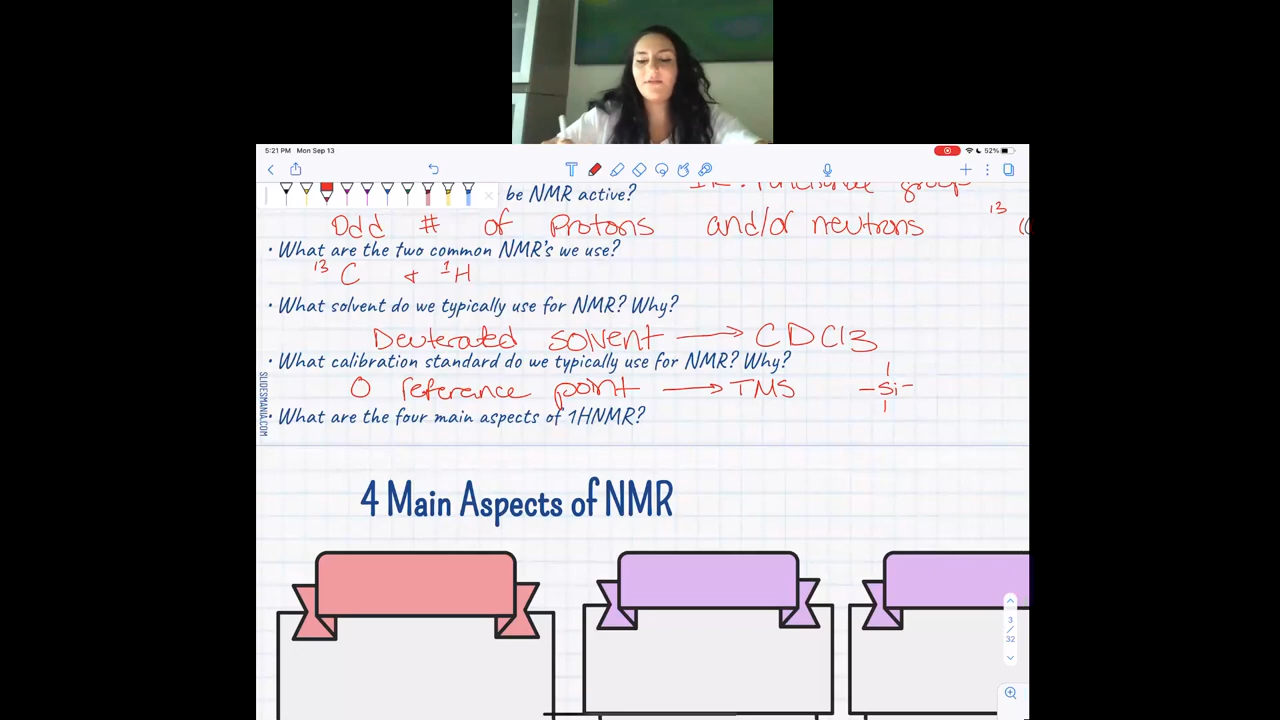 5:21 PM Mon Sep 13
52%
T
IR: functional group
be NMR active?
Odd # of Protons and/or neutrons 13
• What are the two common NMR's we use?
13C & 1H
• What solvent do we typically use for NMR? Why?
Deuterated solvent → CDCl3
• What calibration standard do we typically use for NMR? Why?
0 reference point → TMS -Si-
• What are the four main aspects of 1HNMR?
SLIDESMANIA.COM
4 Main Aspects of NMR
3
/
32